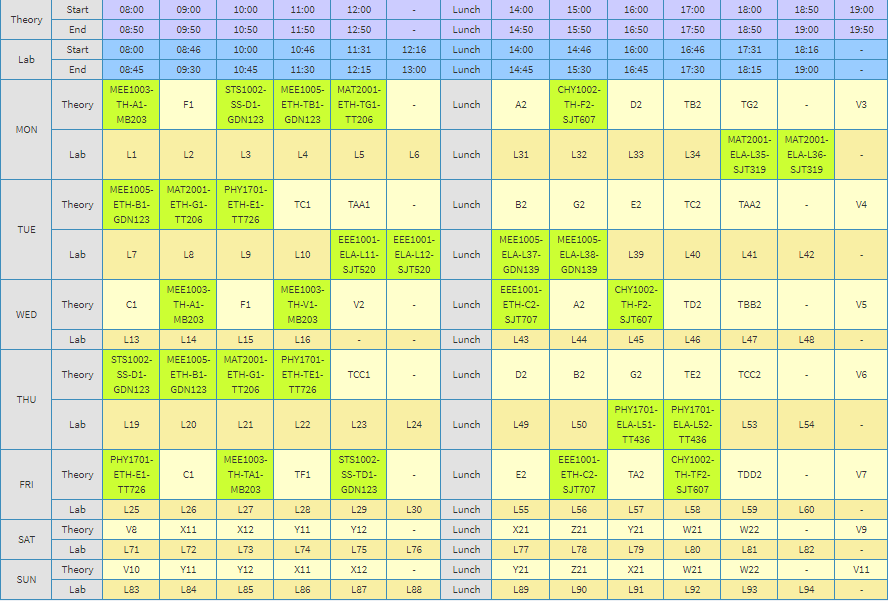 Theory Start 08:00 09:00 10:00 11:00 12:00 - Lunch 14:00 15:00 16:00 17:00 18:00 18:50 19:00
End 08:50 09:50 10:50 11:50 12:50 - Lunch 14:50 15:50 16:50 17:50 18:50 19:00 19:50
Lab Start 08:00 08:46 10:00 10:46 11:31 12:16 Lunch 14:00 14:46 16:00 16:46 17:31 18:16 -
End 08:45 09:30 10:45 11:30 12:15 13:00 Lunch 14:45 15:30 16:45 17:30 18:15 19:00 -
MON Theory MEE1003-TH-A1-MB203 F1 STS1002-SS-D1-GDN123 MEE1005-ETH-TB1-GDN123 MAT2001-ETH-TG1-TT206 - Lunch A2 CHY1002-TH-F2-SJT607 D2 TB2 TG2 - V3
Lab L1 L2 L3 L4 L5 L6 Lunch L31 L32 L33 L34 MAT2001-ELA-L35-SJT319 MAT2001-ELA-L36-SJT319 -
TUE Theory MEE1005-ETH-B1-GDN123 MAT2001-ETH-G1-TT206 PHY1701-ETH-E1-TT726 TC1 TAA1 - Lunch B2 G2 E2 TC2 TAA2 - V4
Lab L7 L8 L9 L10 EEE1001-ELA-L11-SJT520 EEE1001-ELA-L12-SJT520 Lunch MEE1005-ELA-L37-GDN139 MEE1005-ELA-L38-GDN139 L39 L40 L41 L42 -
WED Theory C1 MEE1003-TH-A1-MB203 F1 MEE1003-TH-V1-MB203 V2 - Lunch EEE1001-ETH-C2-SJT707 A2 CHY1002-TH-F2-SJT607 TD2 TBB2 - V5
Lab L13 L14 L15 L16 - - Lunch L43 L44 L45 L46 L47 L48 -
THU Theory STS1002-SS-D1-GDN123 MEE1005-ETH-B1-GDN123 MAT2001-ETH-G1-TT206 PHY1701-ETH-TE1-TT726 TCC1 - Lunch D2 B2 G2 TE2 TCC2 - V6
Lab L19 L20 L21 L22 L23 L24 Lunch L49 L50 PHY1701-ELA-L51-TT436 PHY1701-ELA-L52-TT436 L53 L54 -
FRI Theory PHY1701-ETH-E1-TT726 C1 MEE1003-TH-TA1-MB203 TF1 STS1002-SS-TD1-GDN123 - Lunch E2 EEE1001-ETH-C2-SJT707 TA2 CHY1002-TH-TF2-SJT607 TDD2 - V7
Lab L25 L26 L27 L28 L29 L30 Lunch L55 L56 L57 L58 L59 L60 -
SAT Theory V8 X11 X12 Y11 Y12 - Lunch X21 Z21 Y21 W21 W22 - V9
Lab L71 L72 L73 L74 L75 L76 Lunch L77 L78 L79 L80 L81 L82 -
SUN Theory V10 Y11 Y12 X11 X12 - Lunch Y21 Z21 X21 W21 W22 - V11
Lab L83 L84 L85 L86 L87 L88 Lunch L89 L90 L91 L92 L93 L94 -